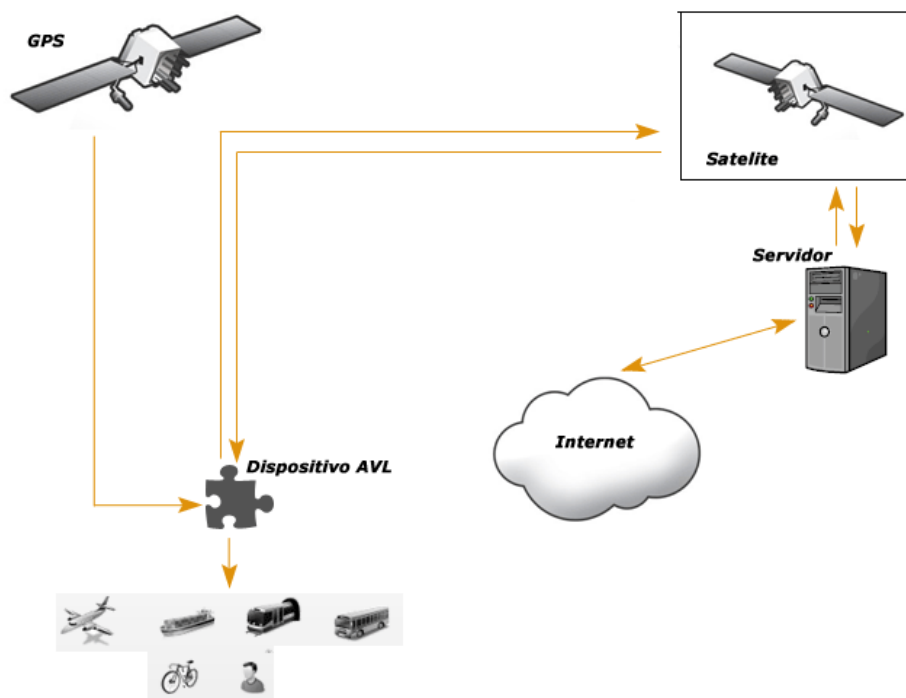 GPS
Satelite
Servidor
Internet
Dispositivo AVL